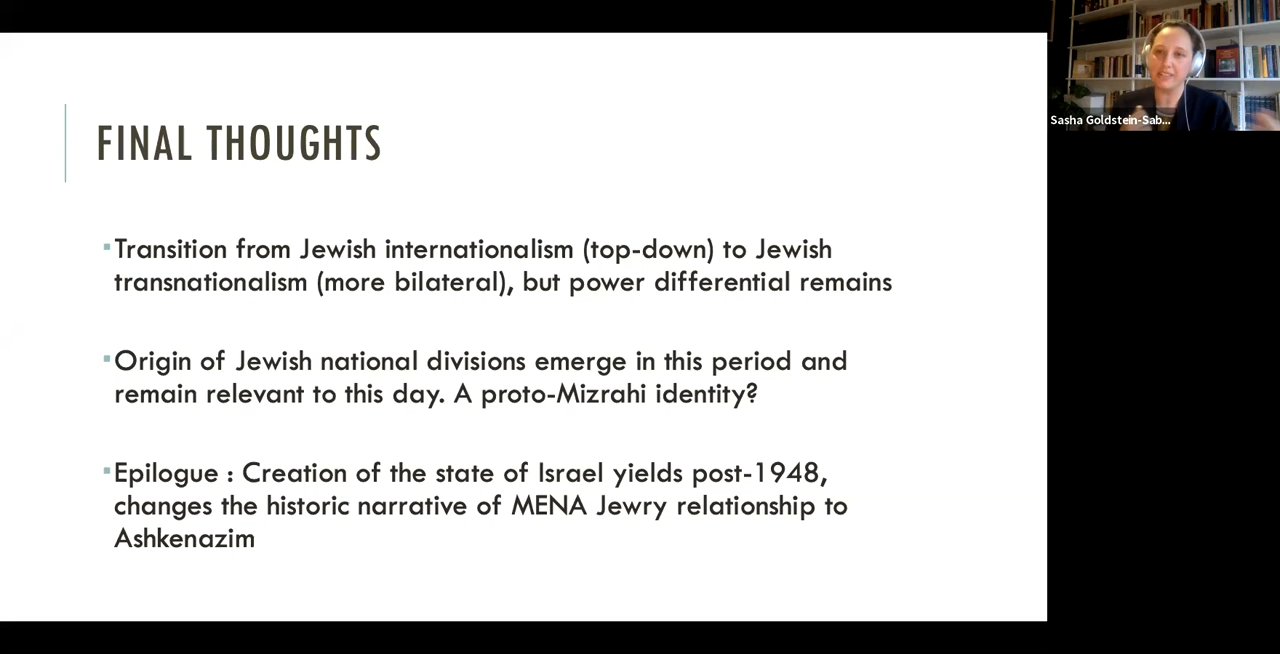 FINAL THOUGHTS
▪Transition from Jewish internationalism (top-down) to Jewish
transnationalism (more bilateral), but power differential remains
▪Origin of Jewish national divisions emerge in this period and
remain relevant to this day. A proto-Mizrahi identity?
▪Epilogue : Creation of the state of Israel yields post-1948,
changes the historic narrative of MENA Jewry relationship to
Ashkenazim
Sasha Goldstein-Sab...